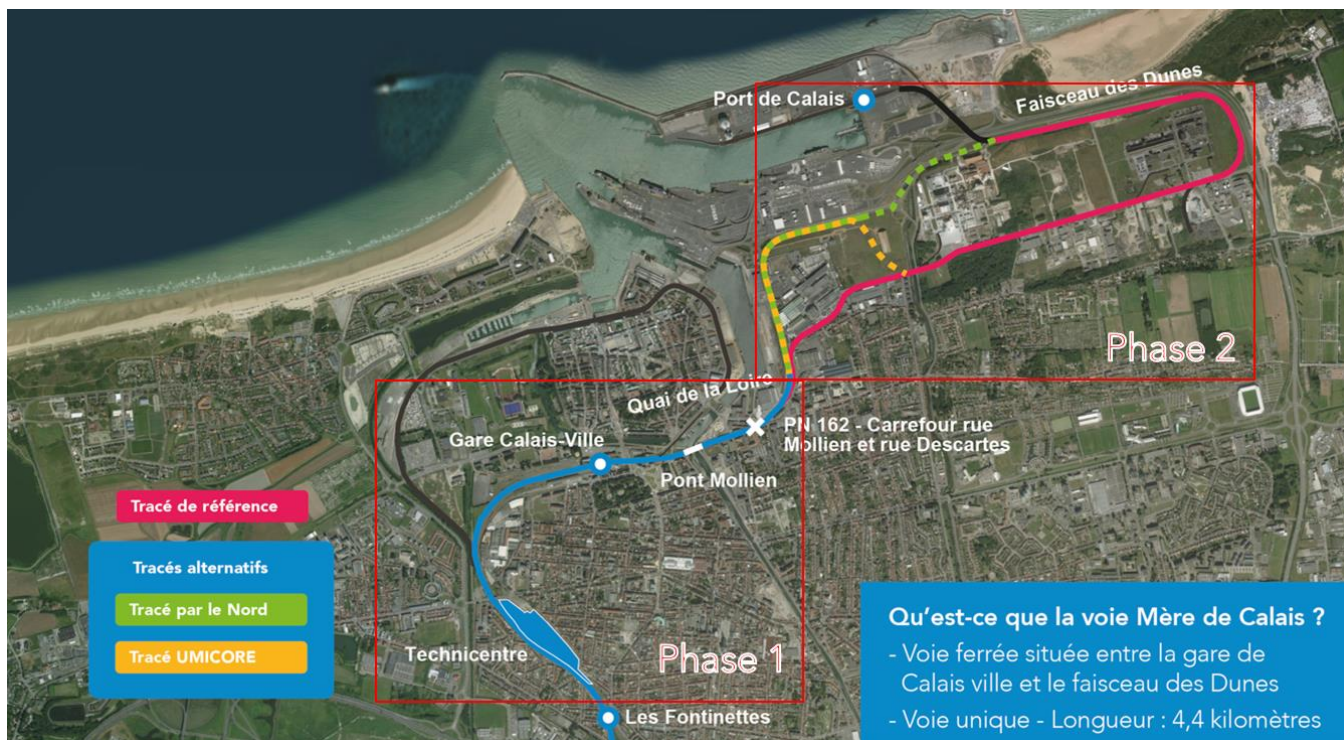 Port de Calais
Faisceau des Dunes
Phase 2
Quai de la Loire
PN 162 - Carrefour rue
Mollien et rue Descartes
Gare Calais-Ville
Pont Mollien
Tracé de référence
Tracés alternatifs
Tracé par le Nord
Tracé UMICORE
Technicentre
Phase 1
Les Fontinettes
Qu'est-ce que la voie Mère de Calais ?
- Voie ferrée située entre la gare de
Calais ville et le faisceau des Dunes
- Voie unique - Longueur : 4,4 kilomètres